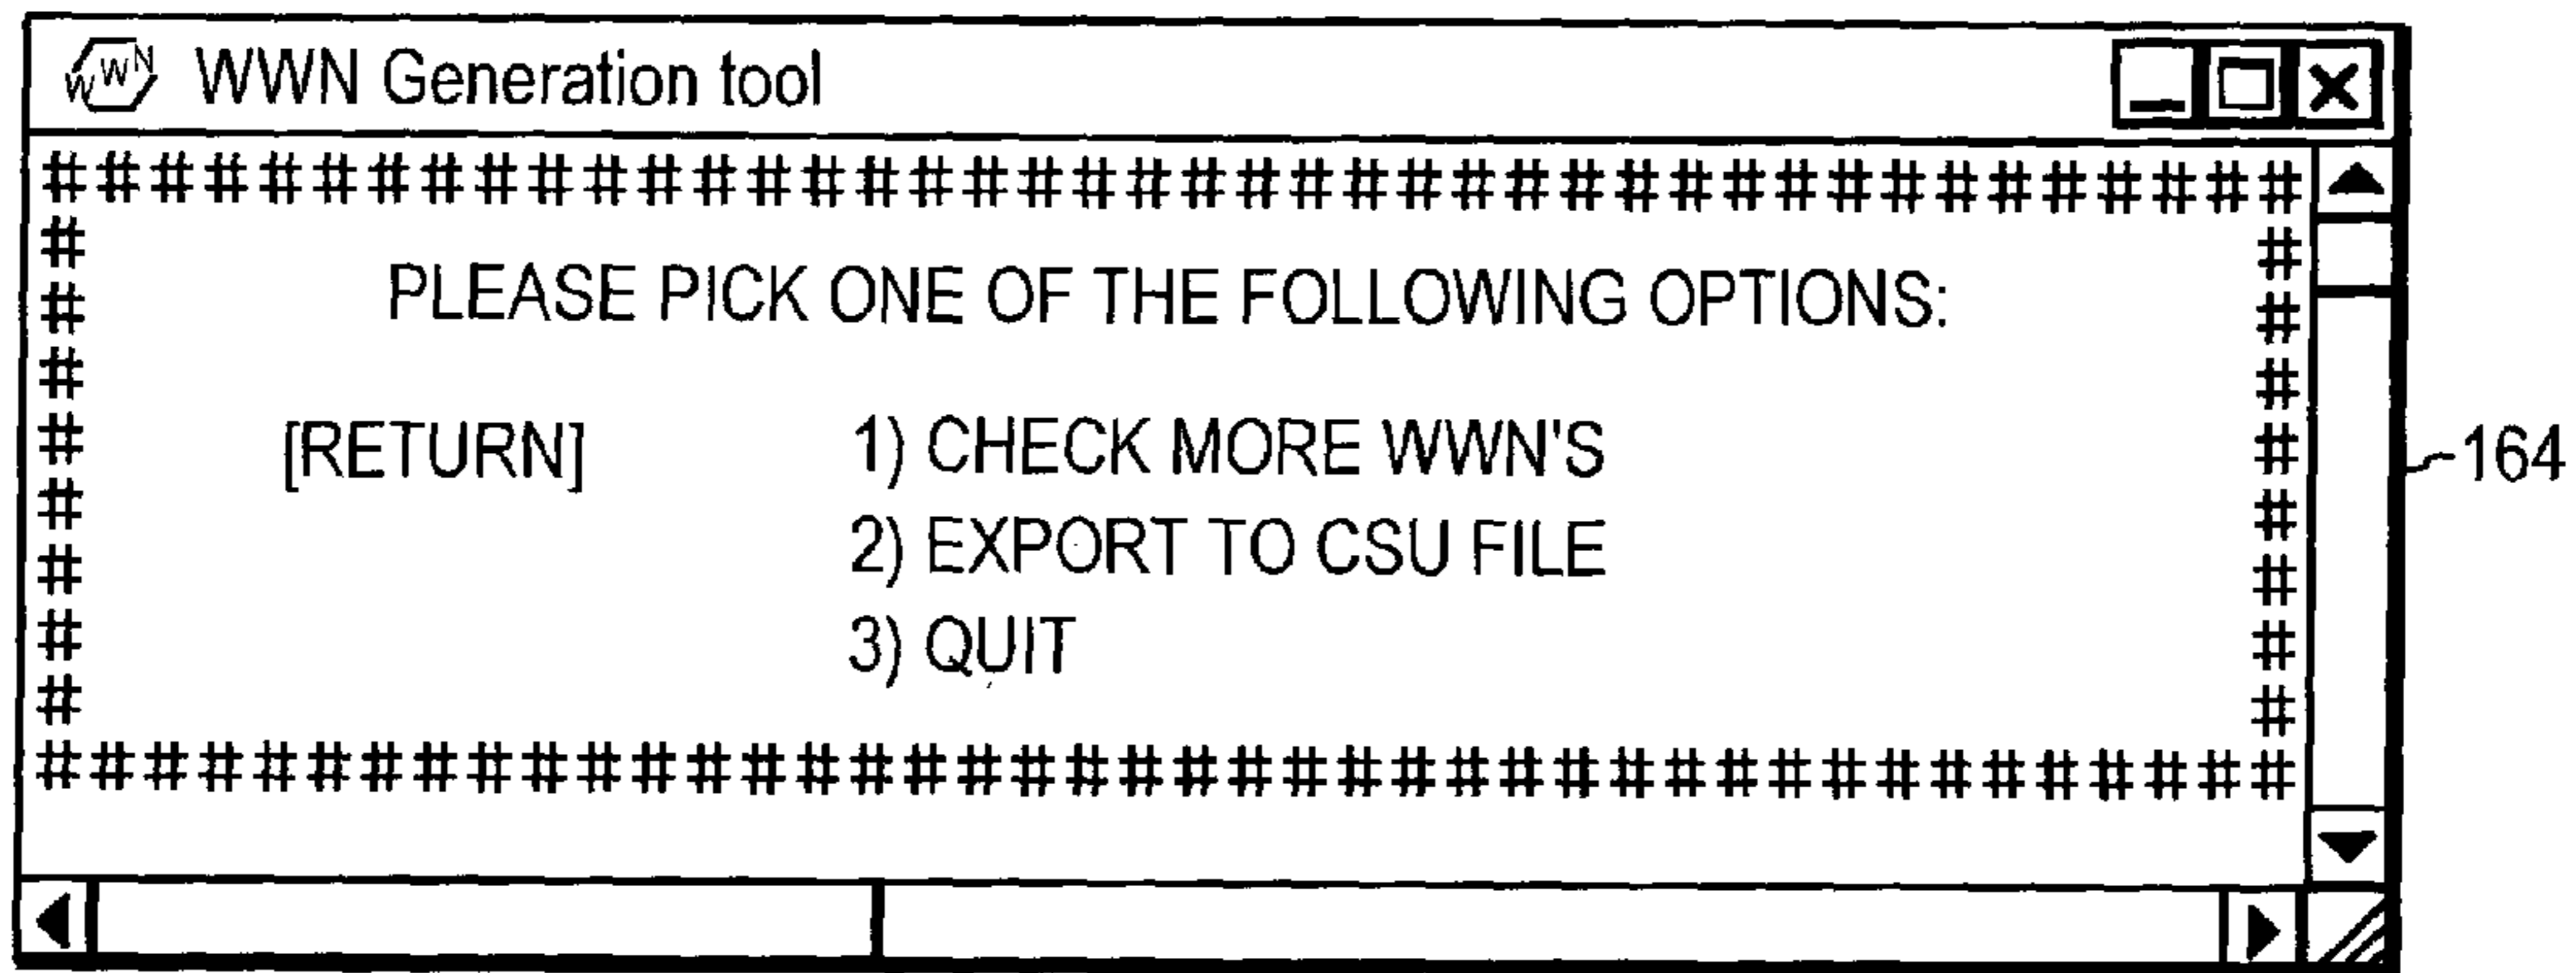 WWN WWN Generation tool
# # # # # # # # # # # # # # # # # # # # # # # # # # # # # # # # # # # # # # # # # #
# #
# PLEASE PICK ONE OF THE FOLLOWING OPTIONS: #
# #
# [RETURN] 1) CHECK MORE WWN'S # 164
# #
# 2) EXPORT TO CSU FILE #
# 3) QUIT #
# #
# # # # # # # # # # # # # # # # # # # # # # # # # # # # # # # # # # # # # # # # # #